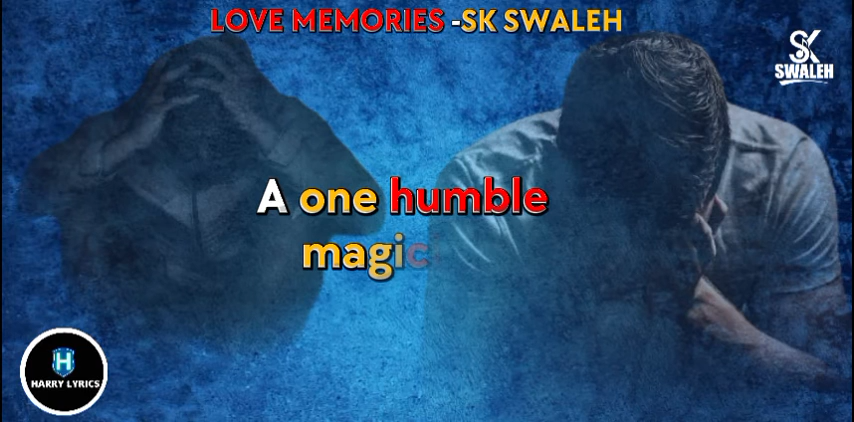 LOVE MEMORIES -SK SWALEH
SK
SWALEH
A one humble
magic
H
HARRY LYRICS